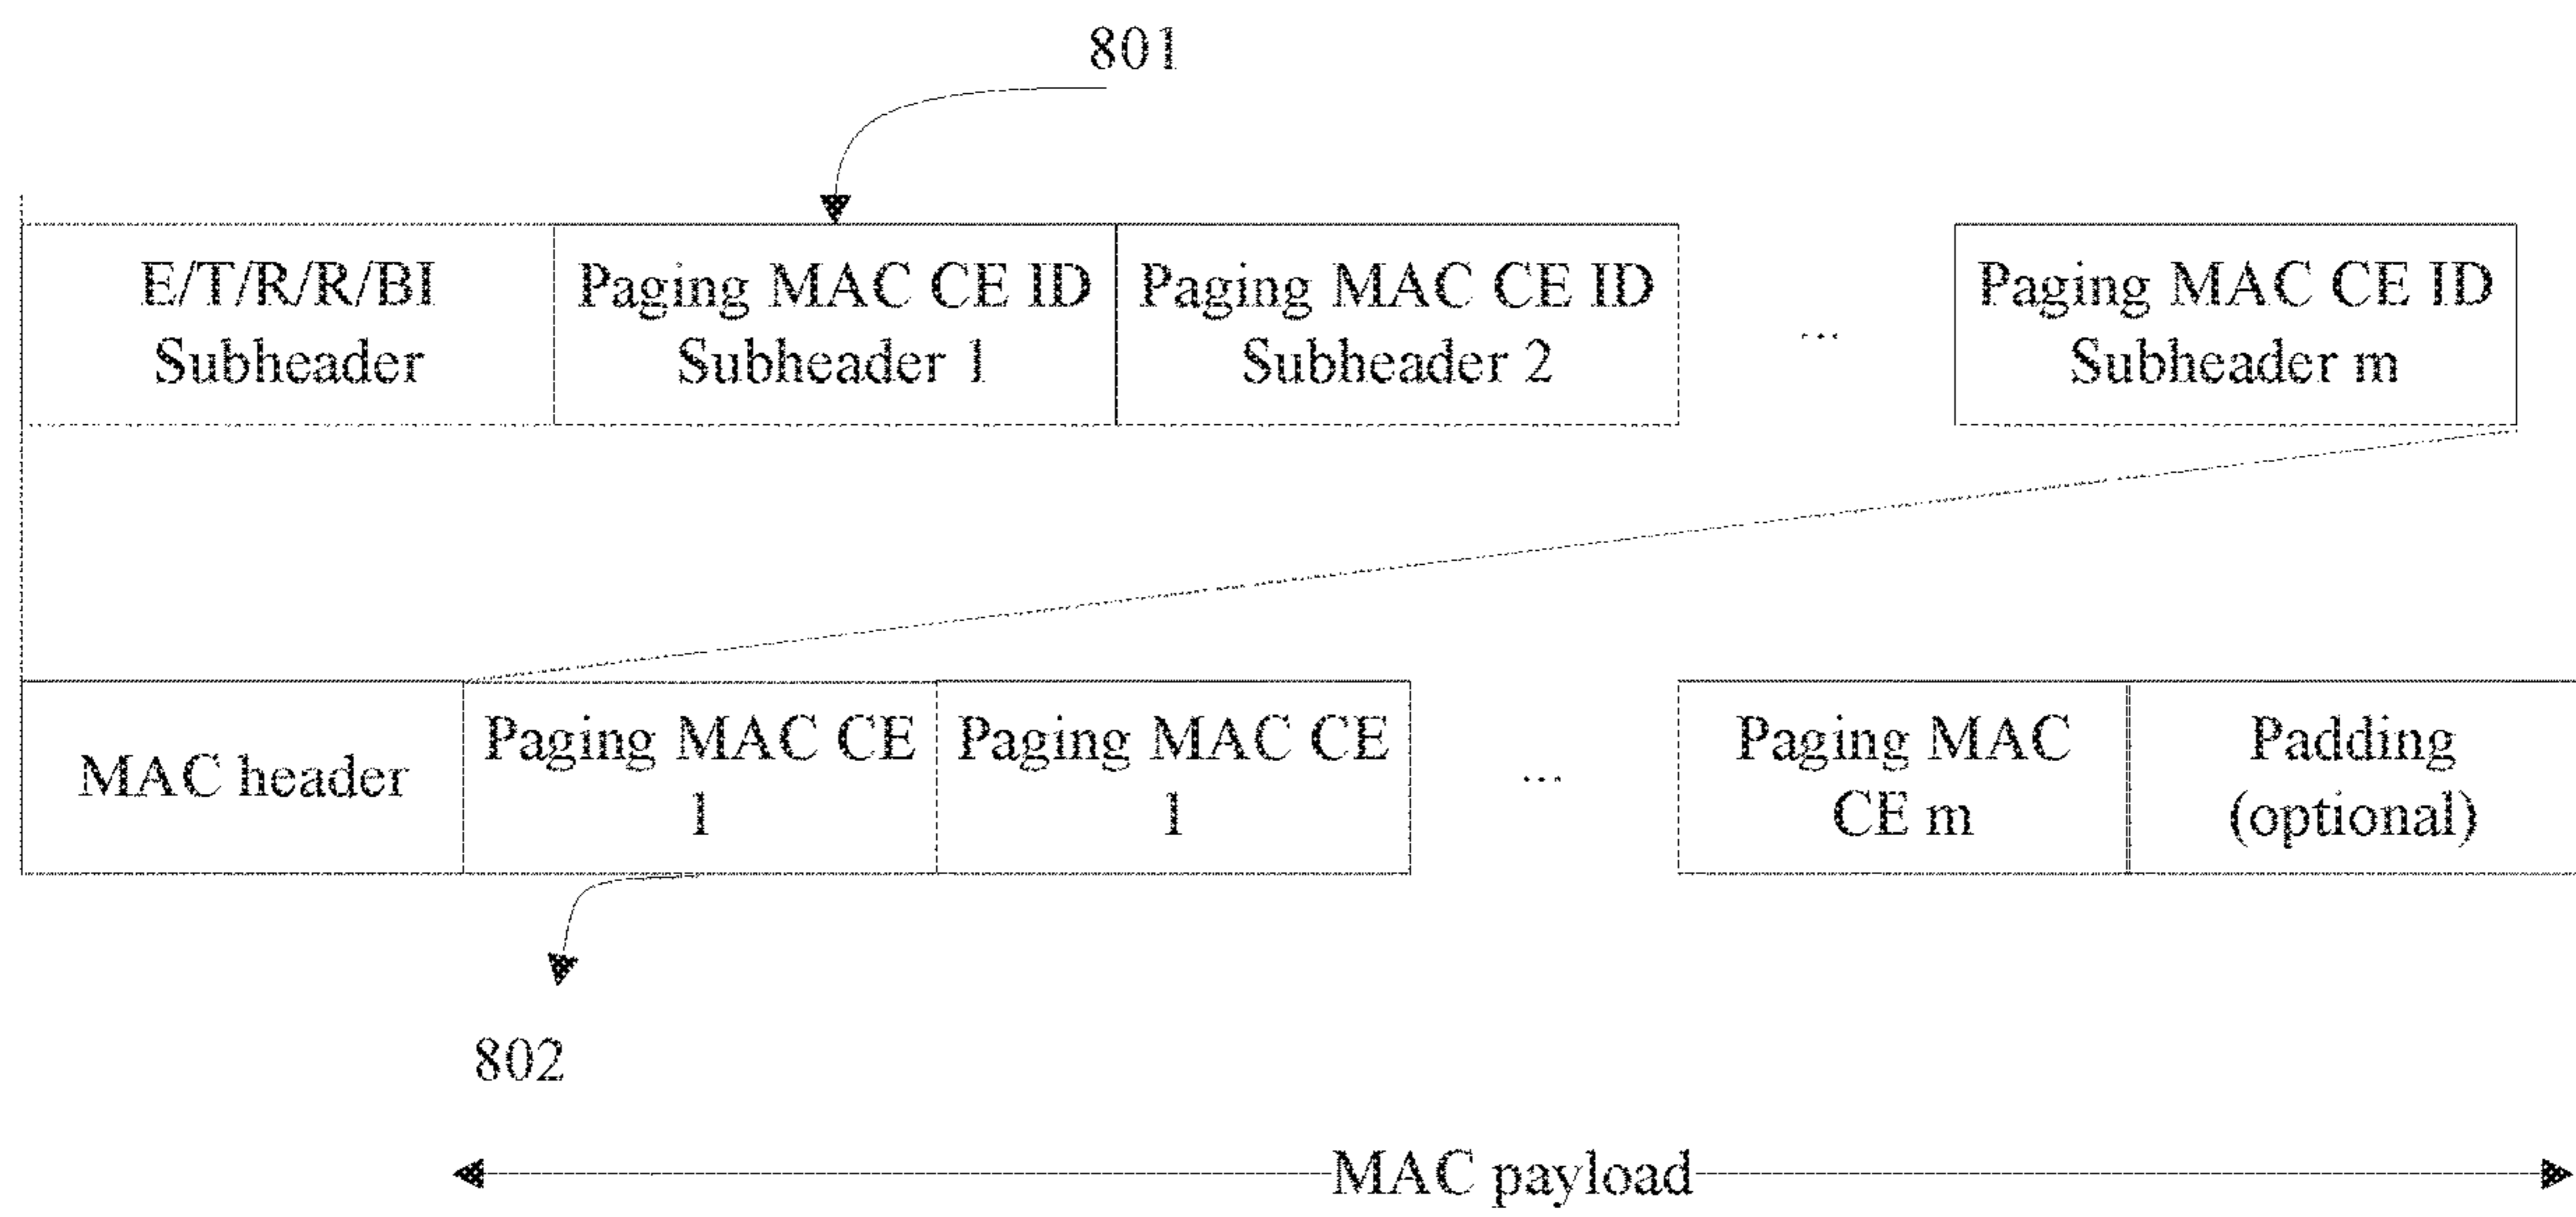 801
E/T/R/R/BI
Subheader
Paging MAC CE ID
Subheader 1
Paging MAC CE ID
Subheader 2
...
Paging MAC CE ID
Subheader m
MAC header
Paging MAC CE
1
Paging MAC CE
1
...
Paging MAC
CE m
Padding
(optional)
802
MAC payload